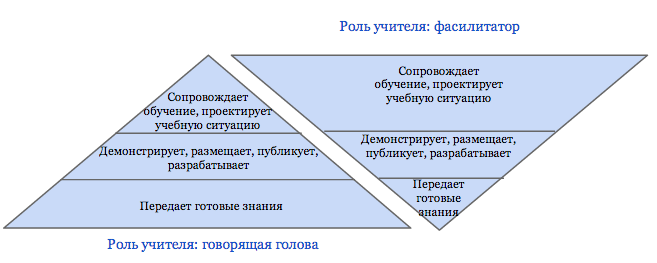 Роль учителя: фасилитатор
Сопровождает
обучение, проектирует
учебную ситуацию
Демонстрирует, размещает, публикует,
разрабатывает
Передает готовые знания
Роль учителя: говорящая голова
Сопровождает
обучение, проектирует
учебную ситуацию
Демонстрирует, размещает,
публикует, разрабатывает
Передает
готовые
знания